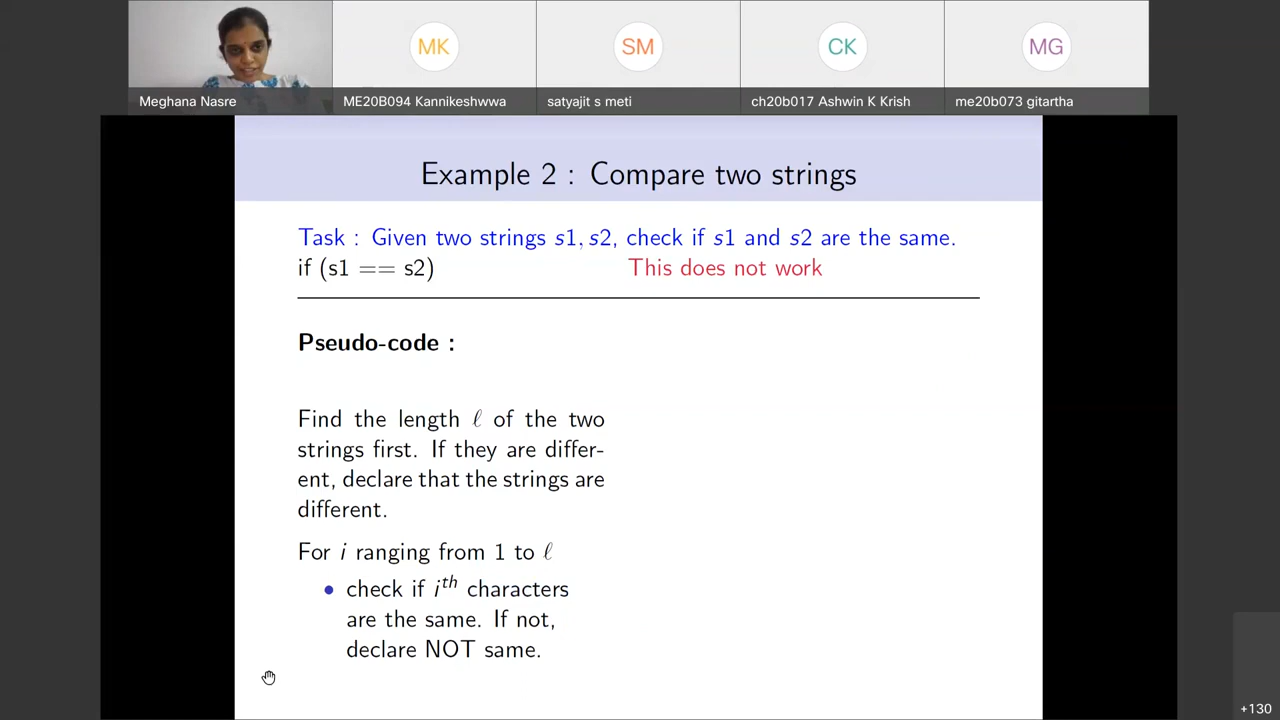 MK
SM
CK
MG
Meghana Nasre
ME20B094 Kannikeshwwa
satyajit s meti
ch20b017 Ashwin K Krish
me20b073 gitartha
Example 2 : Compare two strings
Task : Given two strings s1, s2, check if s1 and s2 are the same.
if (s1 == s2) This does not work
Pseudo-code :
Find the length ℓ of the two
strings first. If they are differ-
ent, declare that the strings are
different.
For i ranging from 1 to ℓ
• check if i^th characters
are the same. If not,
declare NOT same.
+130